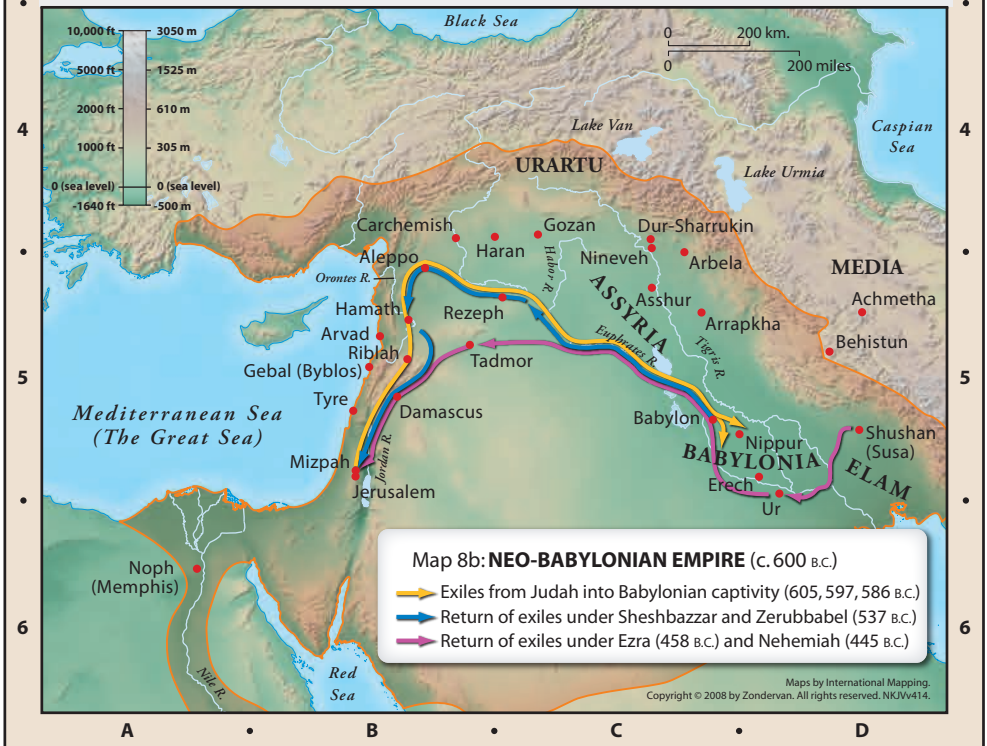 Black Sea
10,000 ft 3050 m
5000 ft 1525 m
2000 ft 610 m
1000 ft 305 m
0 (sea level) 0 (sea level)
-1640 ft -500 m
0 200 km.
0 200 miles
4
4
Caspian
Sea
Lake Van
URARTU
Lake Urmia
Carchemish
Haran
Gozan
Dur-Sharrukin
Nineveh
Arbela
Aleppo
Orontes R.
Habor R.
MEDIA
ASSYRIA
Asshur
Achmetha
Hamath
Rezeph
Arrapkha
Arvad
Euphrates R.
Tigris R.
Behistun
Riblah
Tadmor
Gebal (Byblos)
5
5
Mediterranean Sea
(The Great Sea)
Tyre
Damascus
Babylon
Nippur
Shushan
(Susa)
BABYLONIA
ELAM
Mizpah
Jordan R.
Jerusalem
Erech
Ur
Noph
(Memphis)
Map 8b: NEO-BABYLONIAN EMPIRE (c. 600 B.C.)
Exiles from Judah into Babylonian captivity (605, 597, 586 B.C.)
Return of exiles under Sheshbazzar and Zerubbabel (537 B.C.)
Return of exiles under Ezra (458 B.C.) and Nehemiah (445 B.C.)
6
6
Nile R.
Red
Sea
Maps by International Mapping.
Copyright © 2008 by Zondervan. All rights reserved. NKJVv414.
A • B • C • D